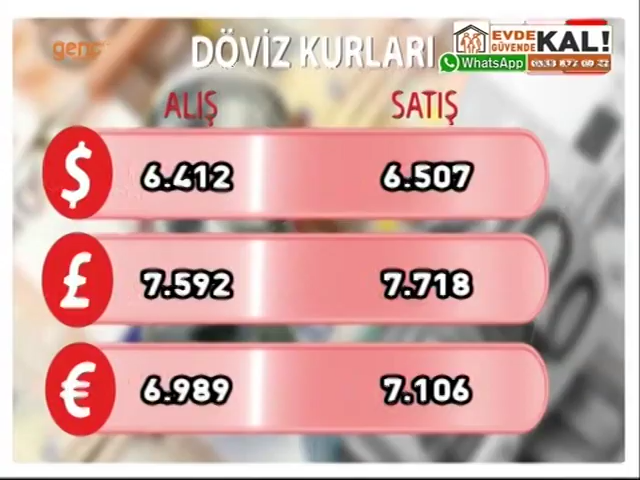 genç
DÖVİZ KURLARI
EVDE
GÜVENDE
KAL!
WhatsApp
ALIŞ SATIŞ
$ 6.412 6.507
£ 7.592 7.718
€ 6.989 7.106